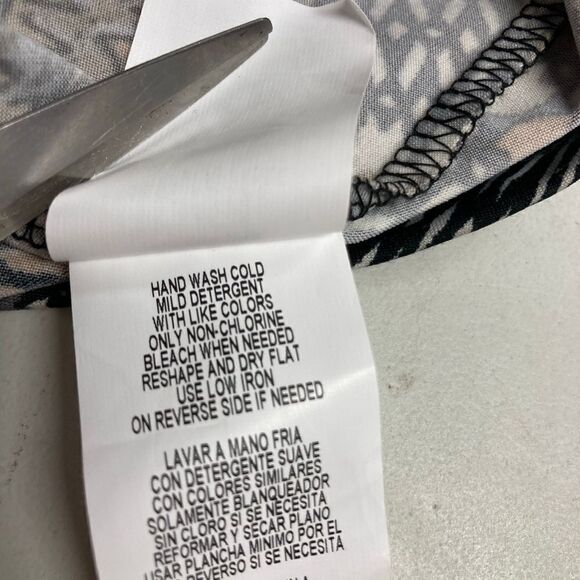 HAND WASH COLD
MILD DETERGENT
WITH LIKE COLORS
ONLY NON-CHLORINE
BLEACH WHEN NEEDED
RESHAPE AND DRY FLAT
USE LOW IRON
ON REVERSE SIDE IF NEEDED
LAVAR A MANO FRIA
CON DETERGENTE SUAVE
CON COLORES SIMILARES
SOLAMENTE BLANQUEADOR
SIN CLORO SI SE NECESITA
REFORMAR Y SECAR PLANO
USAR PLANCHA MINIMO POR EL
REVERSO SI SE NECESITA